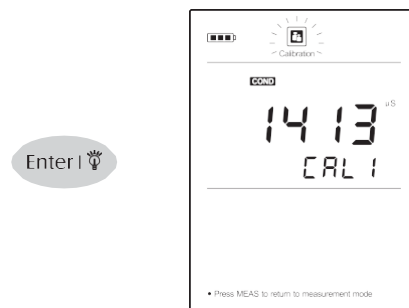 Enter |
Calibration
COND
1413 µS
CAL 1
• Press MEAS to return to measurement mode